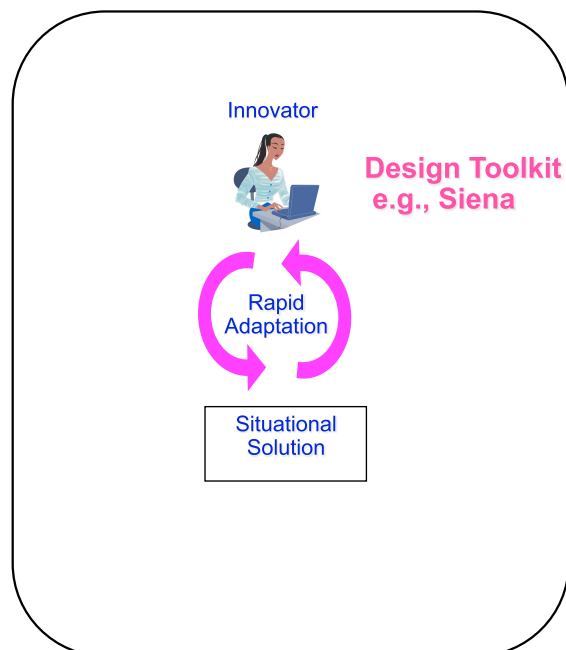 Innovator
Design Toolkit
e.g., Siena
Rapid
Adaptation
Situational
Solution